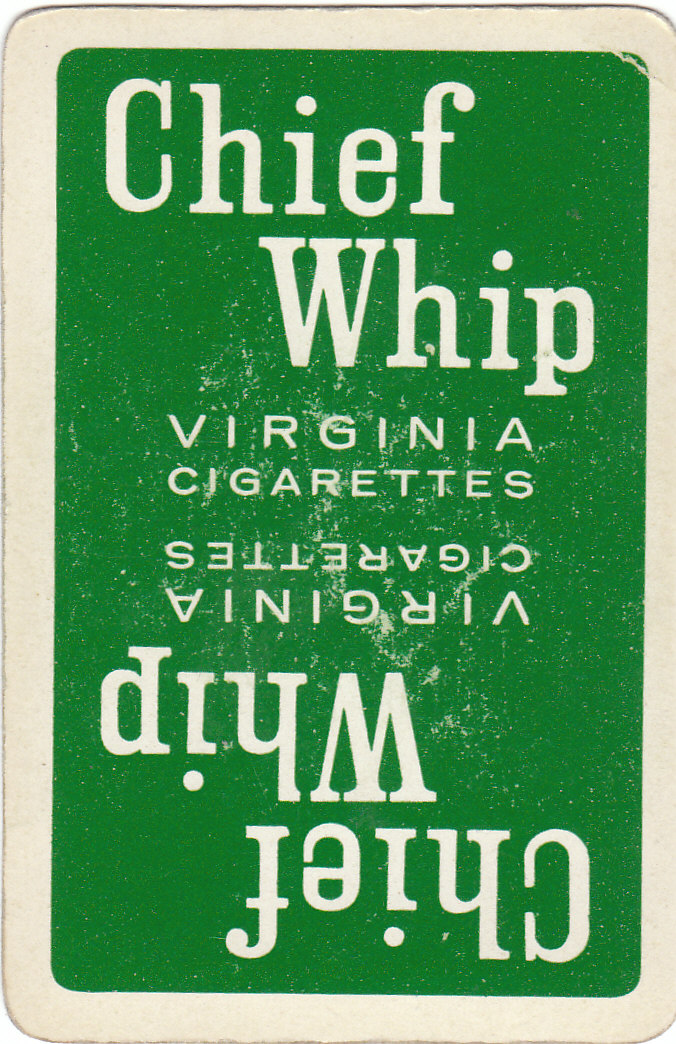 Chief
Whip
VIRGINIA
CIGARETTES
CIGARETTES
VIRGINIA
Whip
Chief